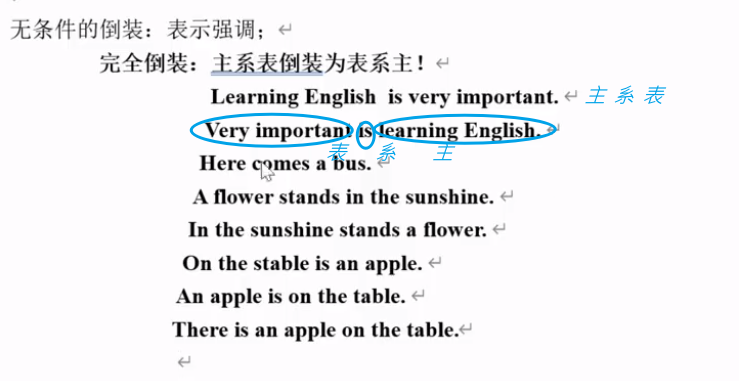 无条件的倒装：表示强调；
完全倒装：主系表倒装为表系主！
Learning English is very important. 主 系 表
Very important is learning English.
表 系 主
Here comes a bus.
A flower stands in the sunshine.
In the sunshine stands a flower.
On the stable is an apple.
An apple is on the table.
There is an apple on the table.